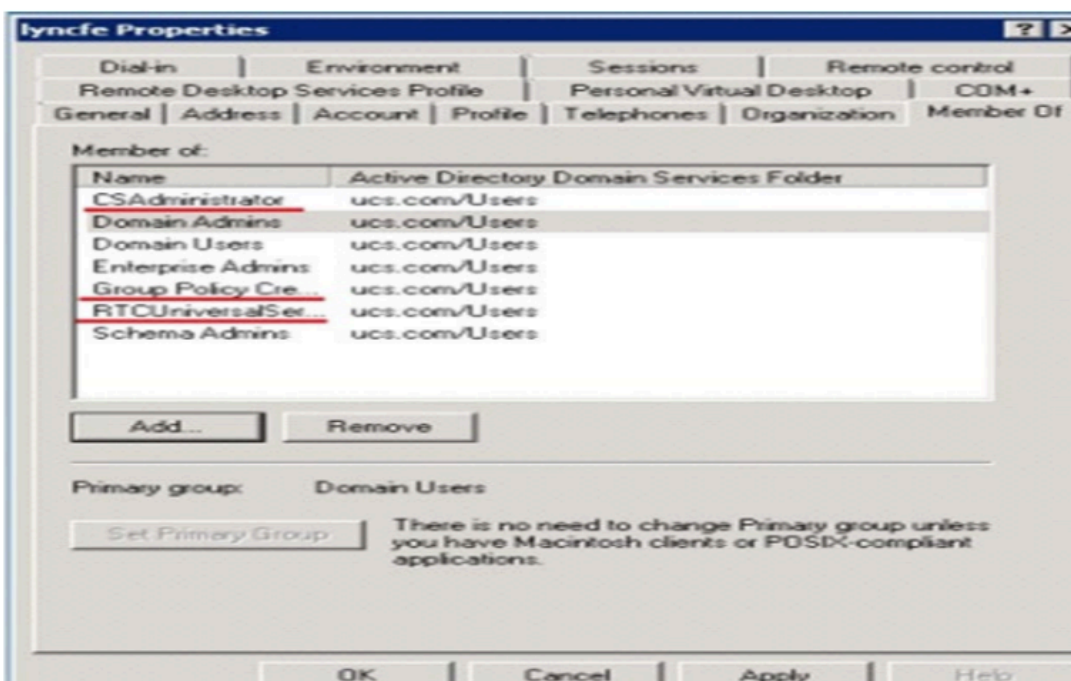 lyncfe Properties
Dial-in Environment Sessions Remote control
Remote Desktop Services Profile Personal Virtual Desktop COM+
General Address Account Profile Telephones Organization Member Of
Member of:
Name Active Directory Domain Services Folder
CSAdministrator ucs.com/Users
Domain Admins ucs.com/Users
Domain Users ucs.com/Users
Enterprise Admins ucs.com/Users
Group Policy Cre... ucs.com/Users
RTCUniversalSer... ucs.com/Users
Schema Admins ucs.com/Users
Add... Remove
Primary group: Domain Users
Set Primary Group
There is no need to change Primary group unless
you have Macintosh clients or POSIX-compliant
applications.
OK Cancel Apply Help